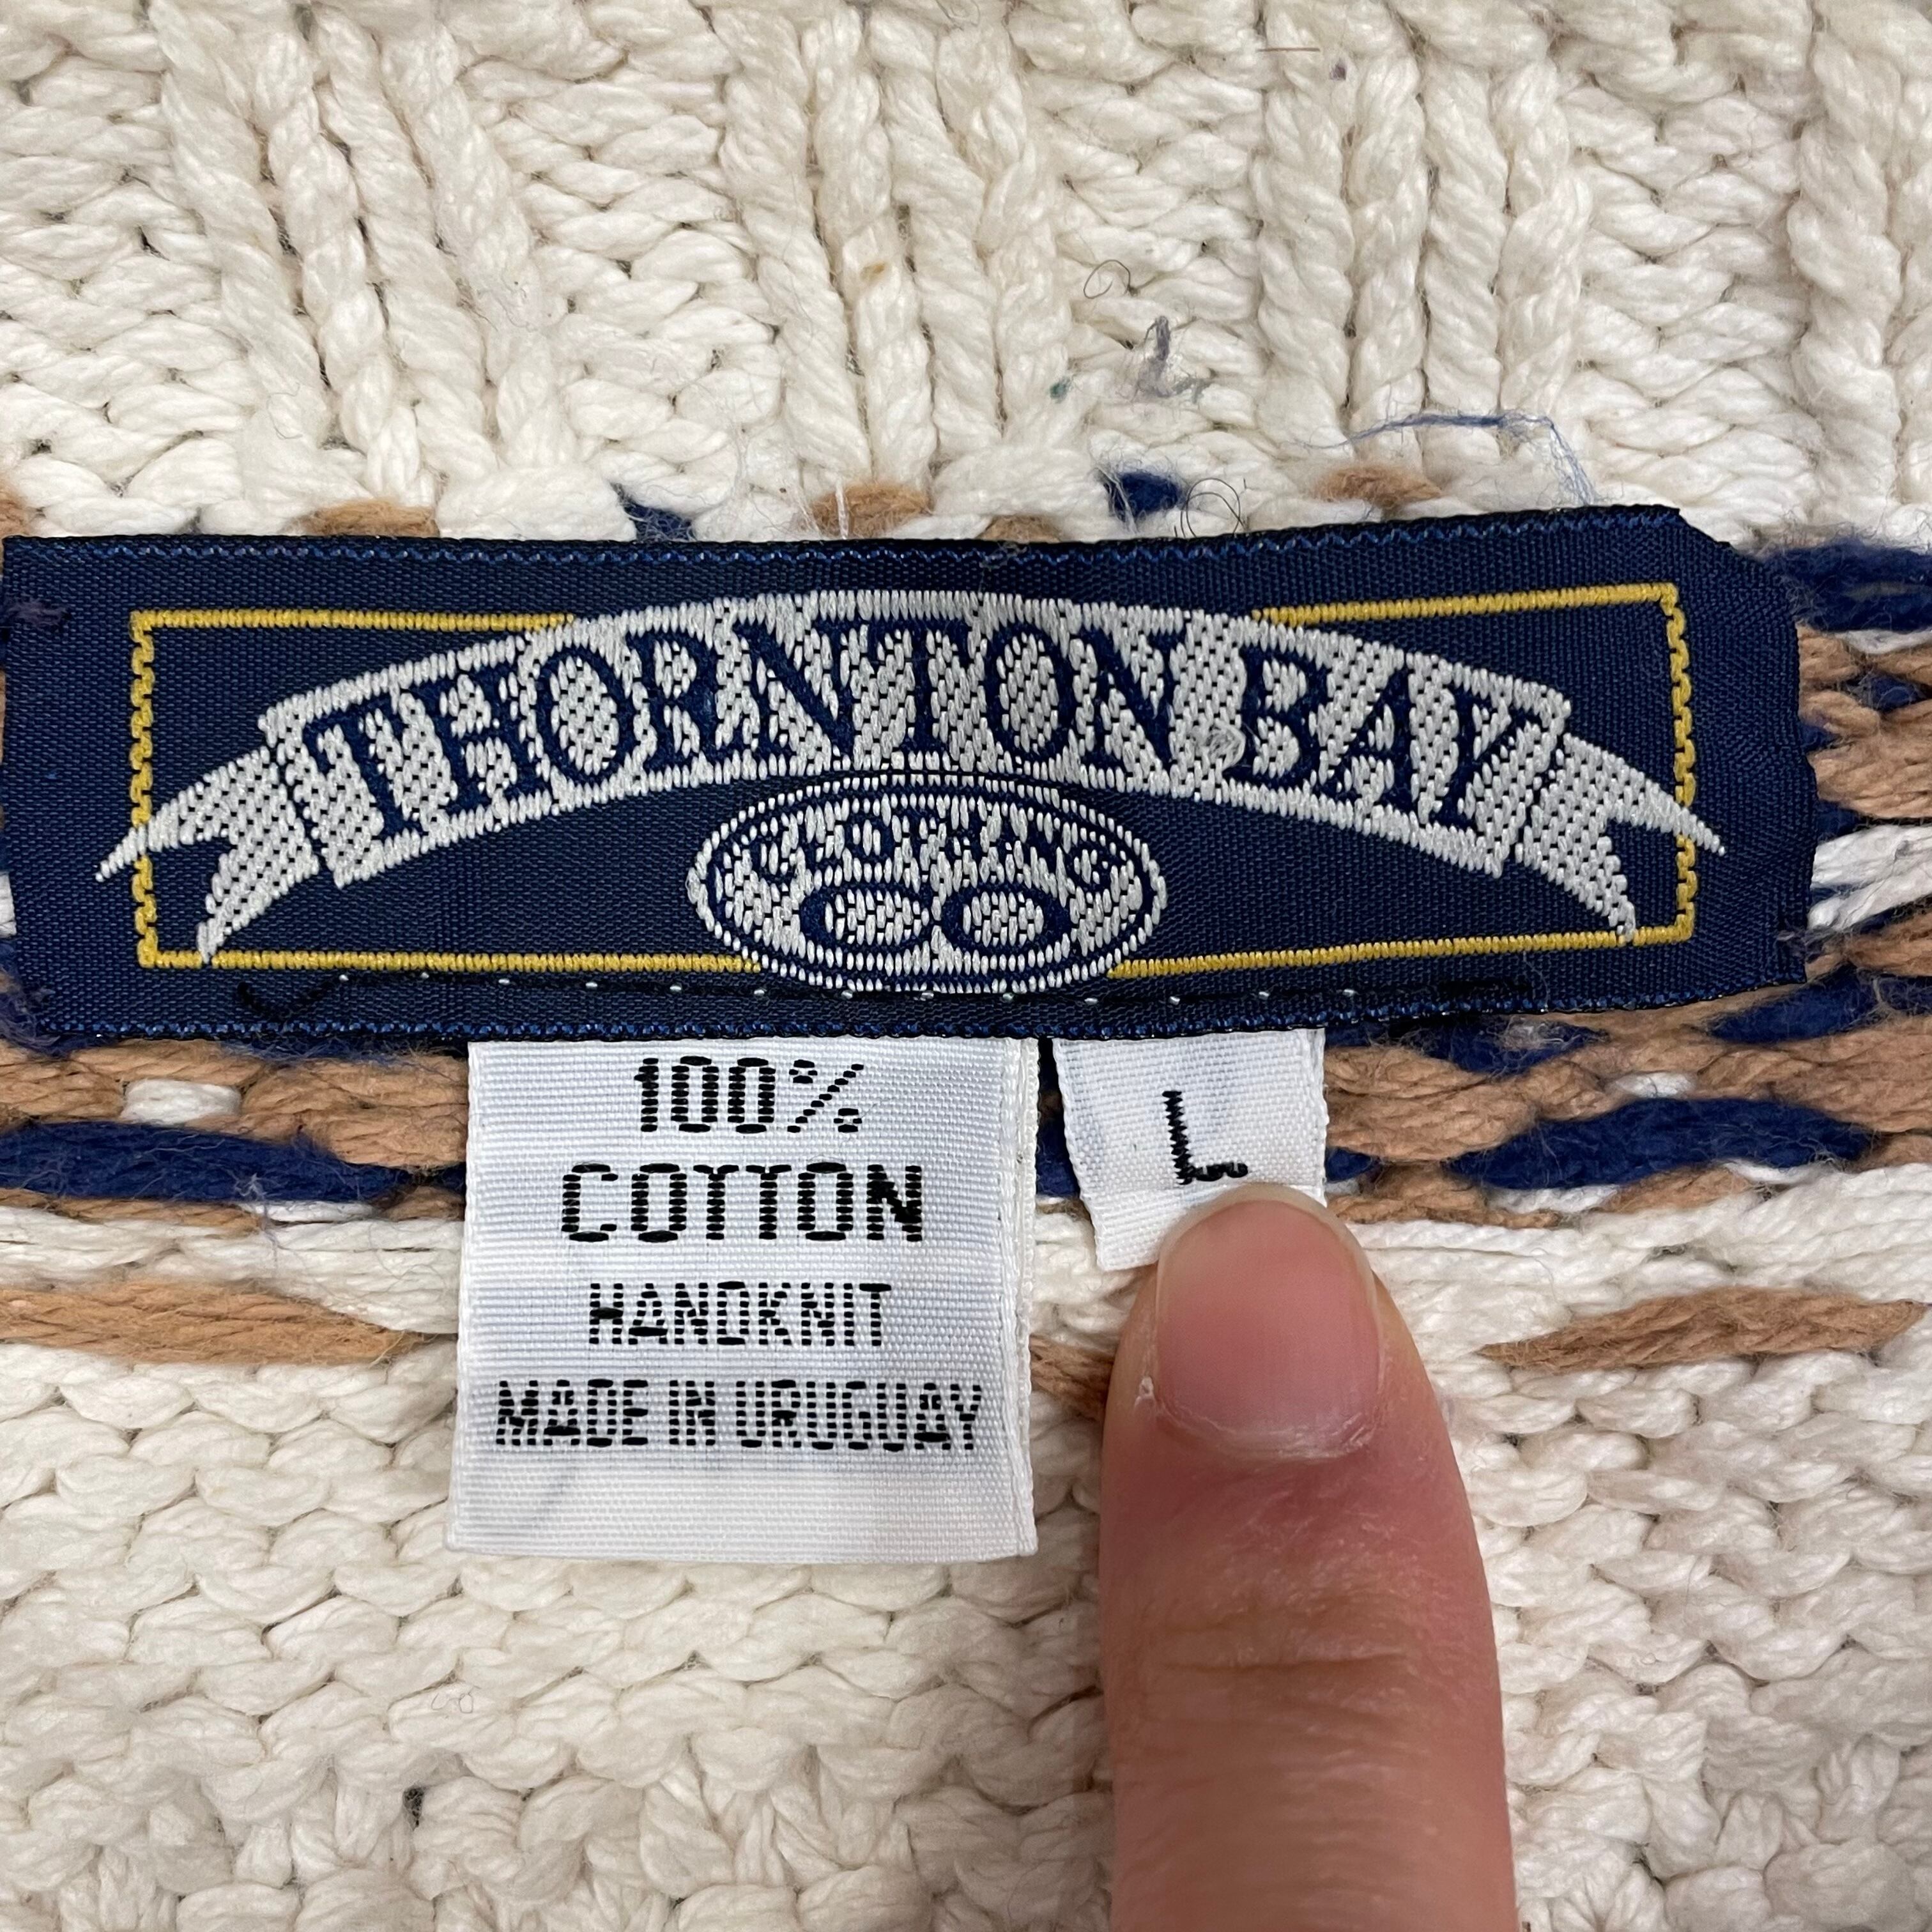 THORNTON BAY
CLOTHING
CO
100%
COTTON
HANDKNIT
MADE IN URUGUAY
L